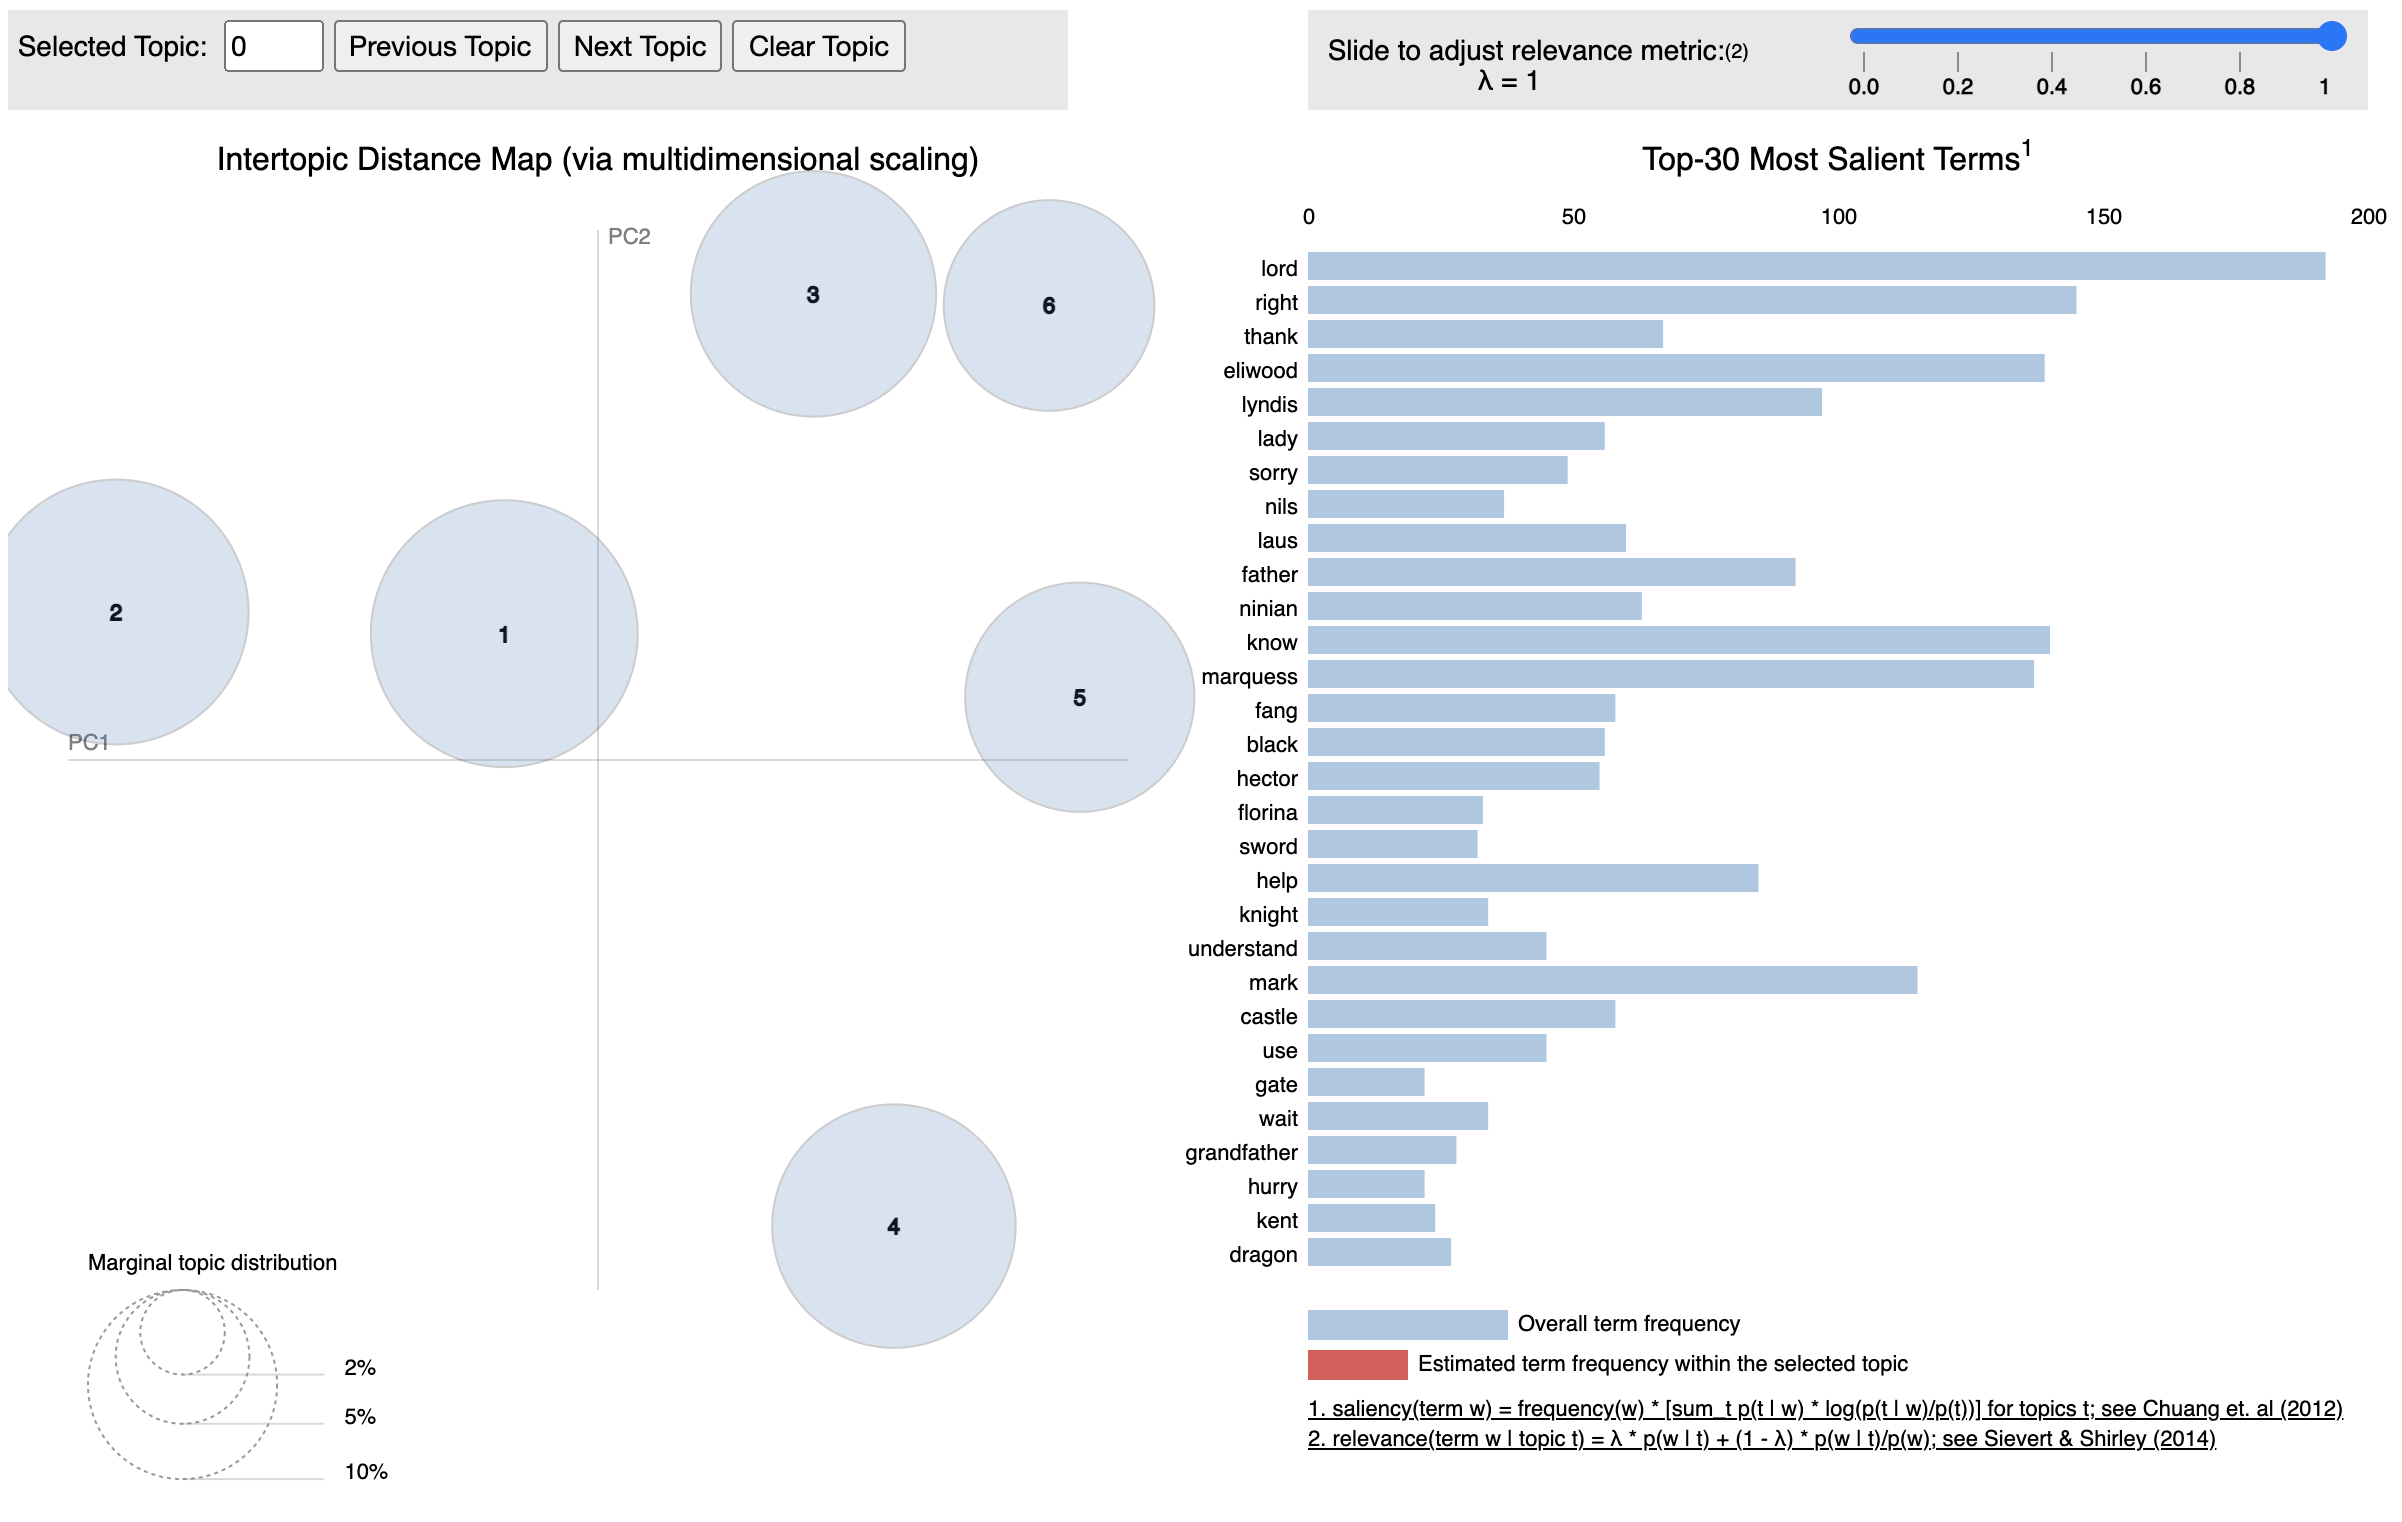 Selected Topic: 0 Previous Topic Next Topic Clear Topic
Slide to adjust relevance metric:(2)
λ = 1
0.0 0.2 0.4 0.6 0.8 1
Intertopic Distance Map (via multidimensional scaling)
PC2
3
6
2
1
5
PC1
4
Marginal topic distribution
2%
5%
10%
Top-30 Most Salient Terms1
0 50 100 150 200
lord
right
thank
eliwood
lyndis
lady
sorry
nils
laus
father
ninian
know
marquess
fang
black
hector
florina
sword
help
knight
understand
mark
castle
use
gate
wait
grandfather
hurry
kent
dragon
Overall term frequency
Estimated term frequency within the selected topic
1. saliency(term w) = frequency(w) * [sum_t p(t | w) * log(p(t | w)/p(t))] for topics t; see Chuang et. al (2012)
2. relevance(term w | topic t) = λ * p(w | t) + (1 - λ) * p(w | t)/p(w); see Sievert & Shirley (2014)